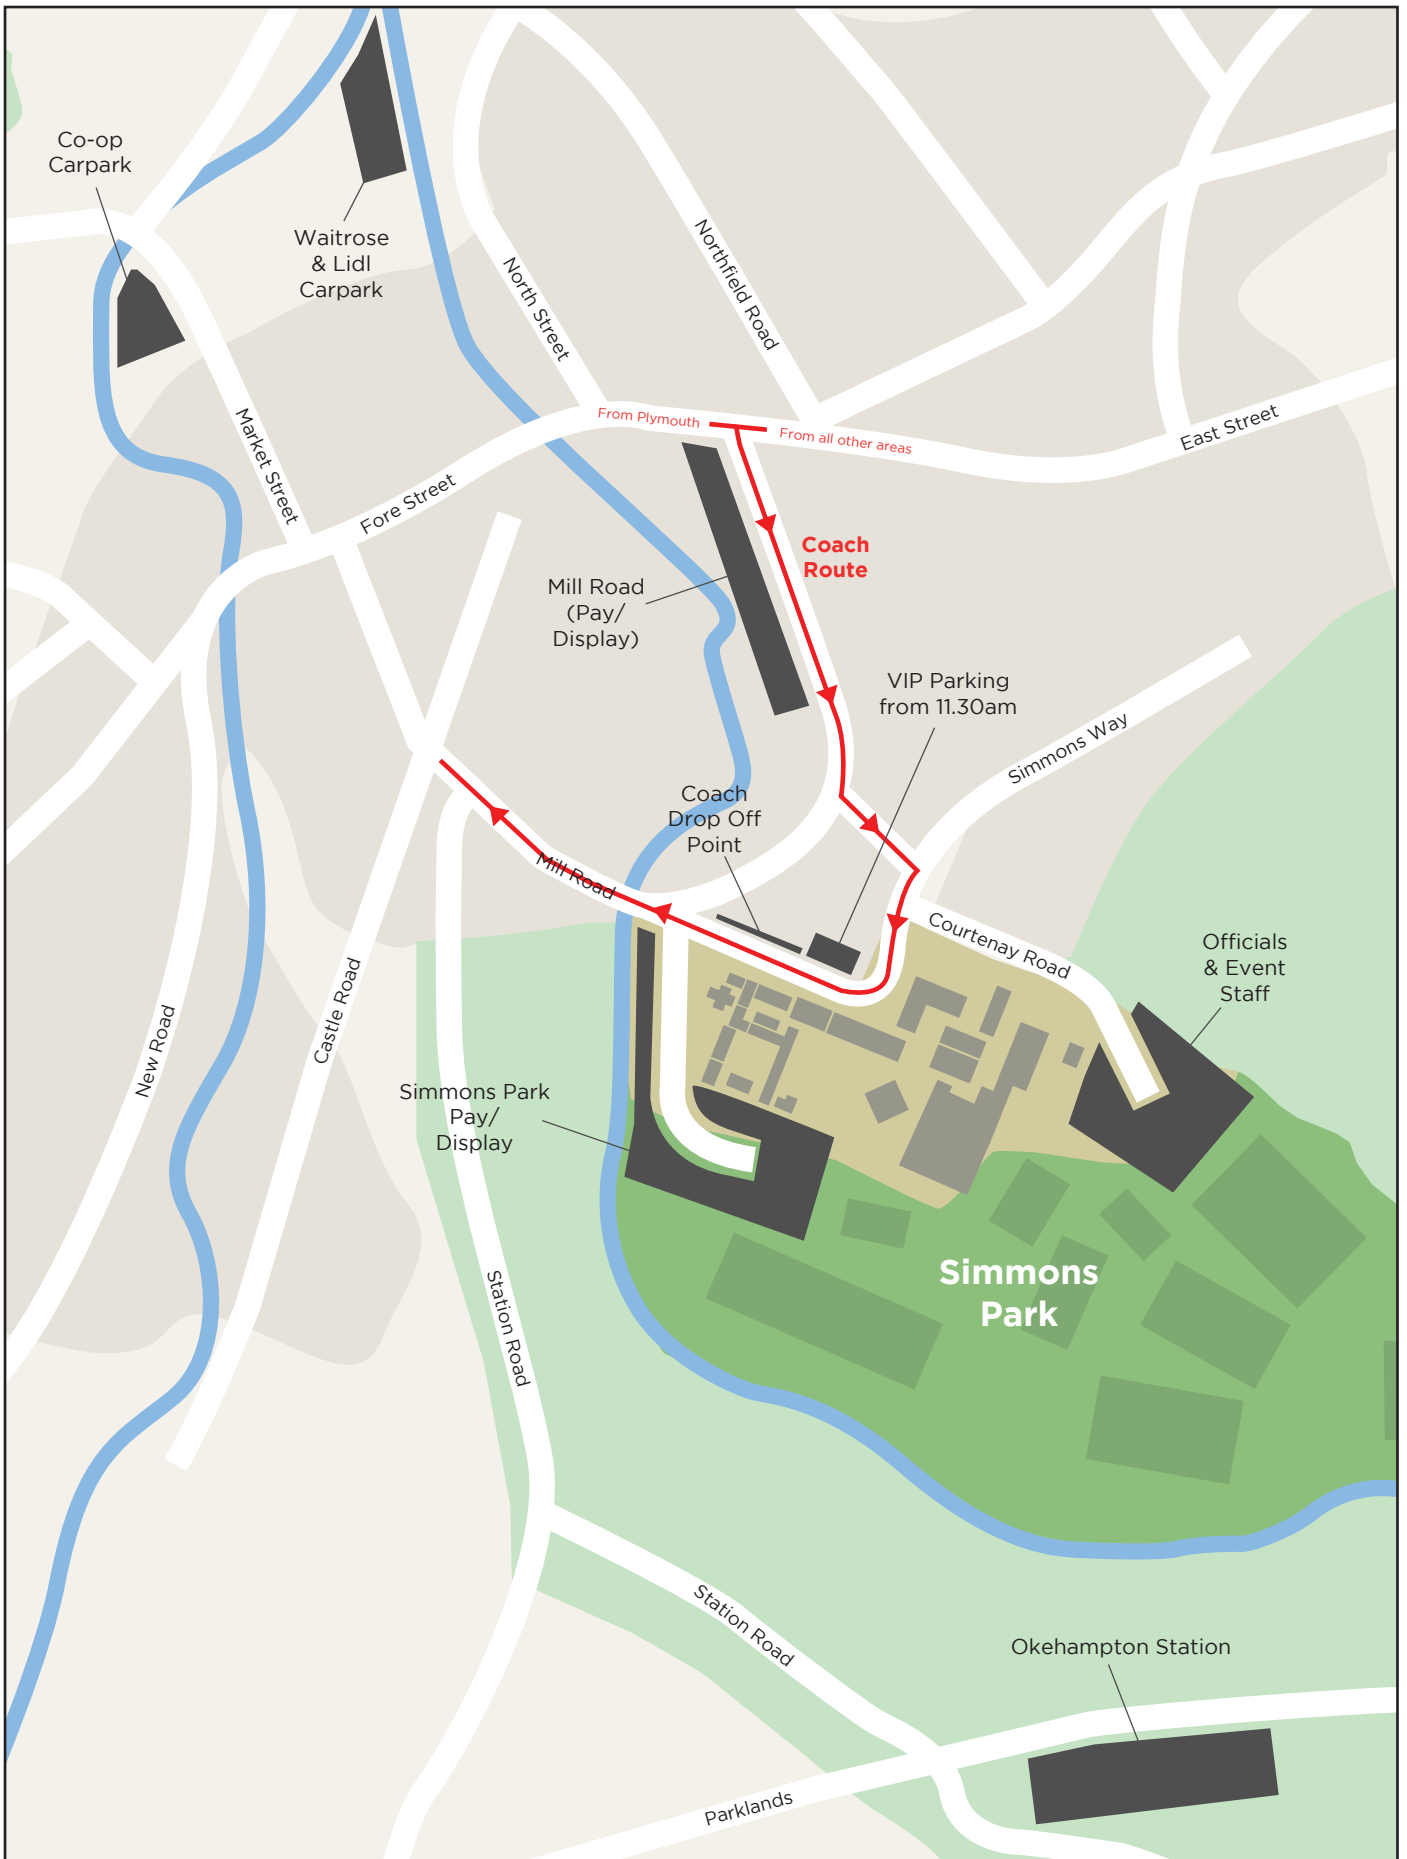 Co-op
Carpark
Waitrose
& Lidl
Carpark
North Street
Northfield Road
Market Street
Fore Street
From Plymouth
From all other areas
East Street
Coach
Route
Mill Road
(Pay/
Display)
VIP Parking
from 11.30am
Simmons Way
Coach
Drop Off
Point
Mill Road
Courtenay Road
Officials
& Event
Staff
New Road
Castle Road
Simmons Park
Pay/
Display
Simmons
Park
Station Road
Station Road
Okehampton Station
Parklands